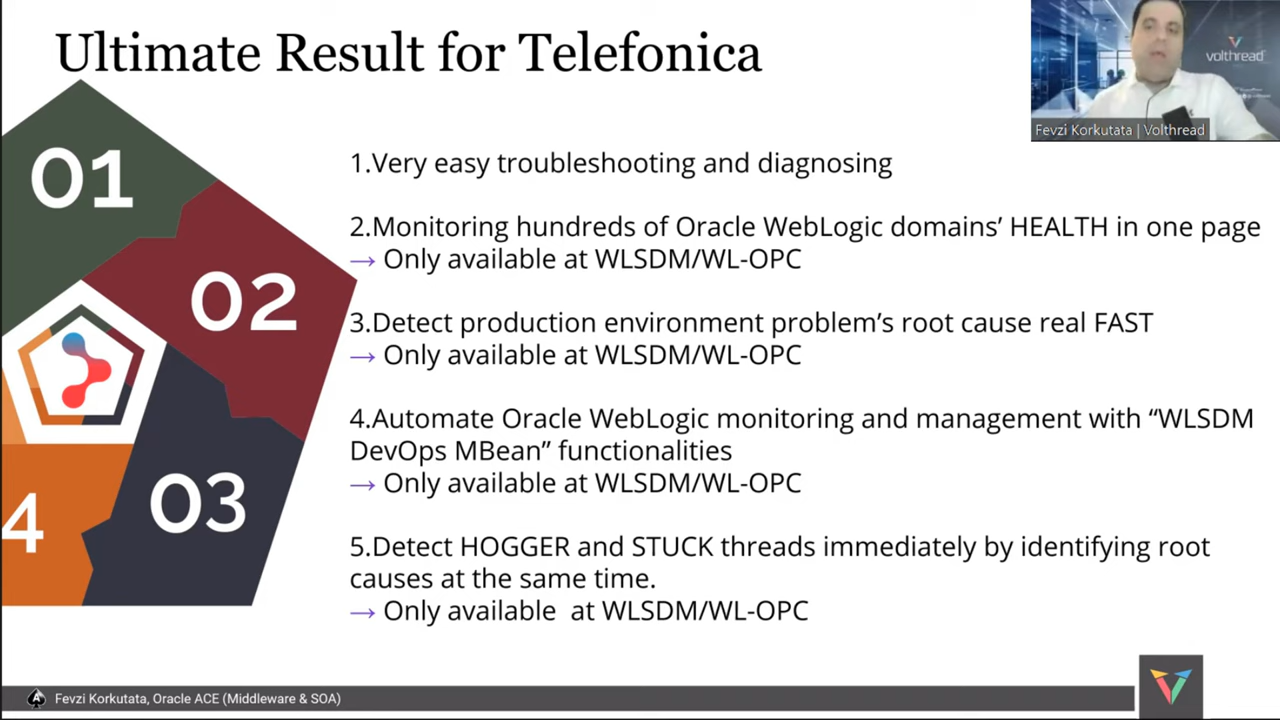 Ultimate Result for Telefonica
volthread
Fevzi Korkutata | Volthread
01
02
03
4
1.Very easy troubleshooting and diagnosing
2.Monitoring hundreds of Oracle WebLogic domains’ HEALTH in one page
→ Only available at WLSDM/WL-OPC
3.Detect production environment problem’s root cause real FAST
→ Only available at WLSDM/WL-OPC
4.Automate Oracle WebLogic monitoring and management with “WLSDM
DevOps MBean” functionalities
→ Only available at WLSDM/WL-OPC
5.Detect HOGGER and STUCK threads immediately by identifying root
causes at the same time.
→ Only available at WLSDM/WL-OPC
Fevzi Korkutata, Oracle ACE (Middleware & SOA)